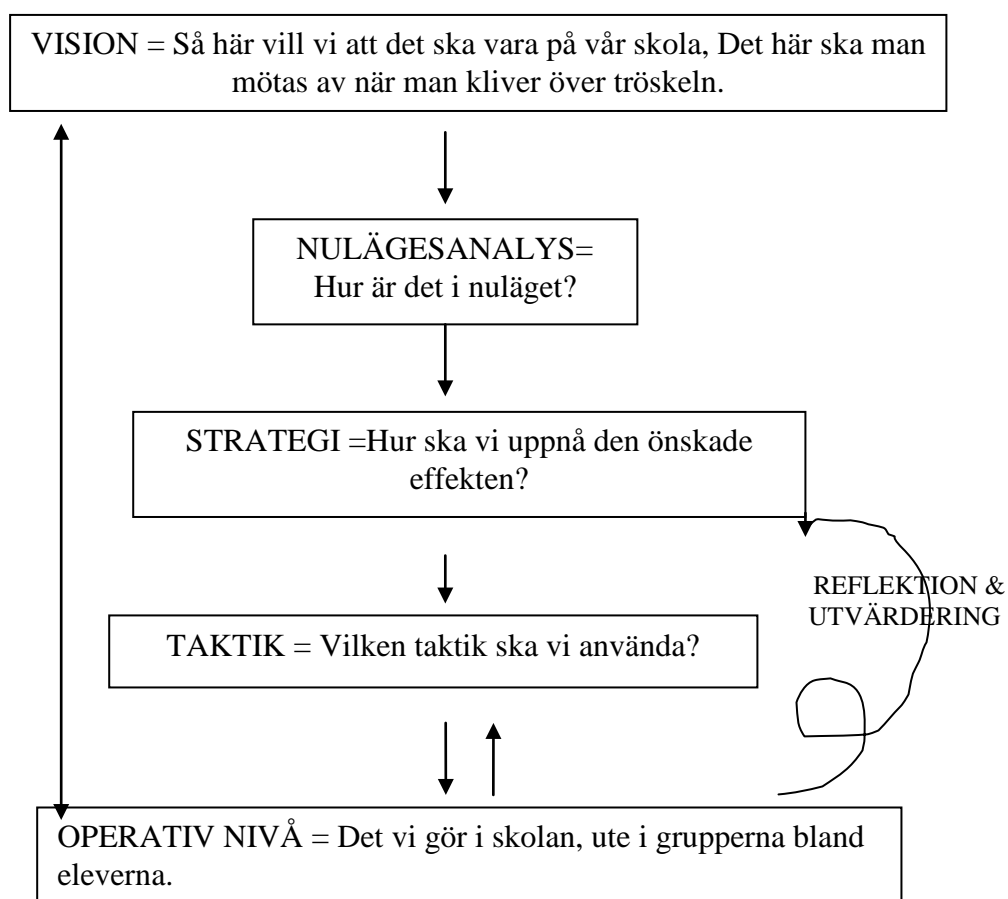 VISION = Så här vill vi att det ska vara på vår skola, Det här ska man
mötas av när man kliver över tröskeln.
NULÄGESANALYS=
Hur är det i nuläget?
STRATEGI =Hur ska vi uppnå den önskade
effekten?
REFLEKTION &
UTVÄRDERING
TAKTIK = Vilken taktik ska vi använda?
OPERATIV NIVÅ = Det vi gör i skolan, ute i grupperna bland
eleverna.